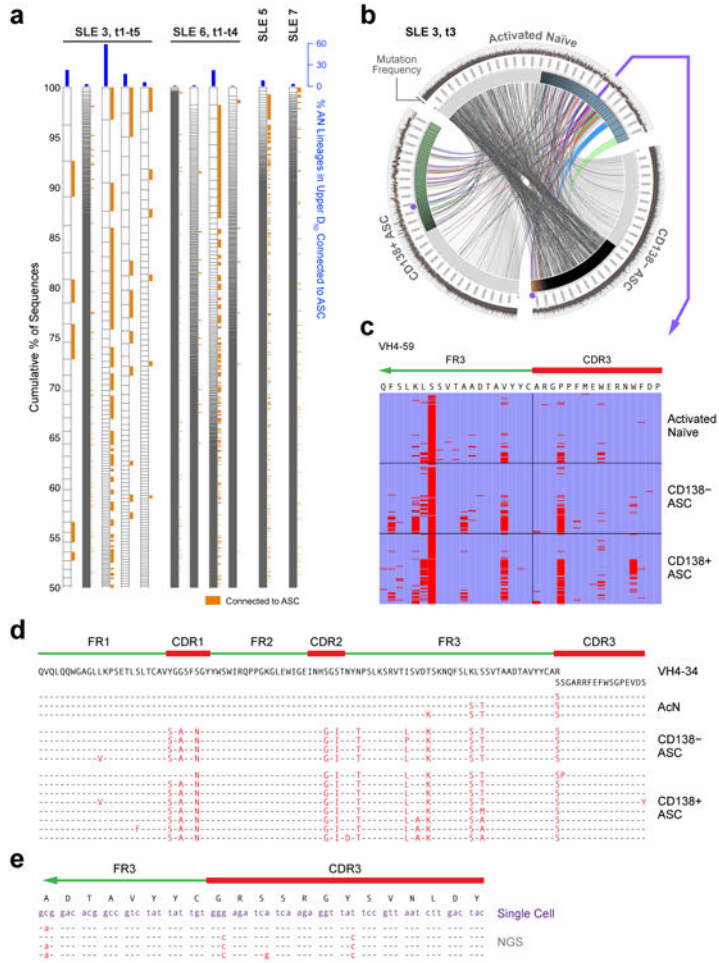 a
SLE 3, t1-t5
SLE 6, t1-t4
SLE 5
SLE 7
60
40
20
0
% AN Lineages in Upper D50 Connected to ASC
100
95
90
85
80
75
70
65
60
55
50
Cumulative % of Sequences
Connected to ASC
b
SLE 3, t3
Activated Naïve
Mutation
Frequency
CD138+ ASC
CD138− ASC
c
VH4-59
FR3
CDR3
Q F S L K L S S V T A A D T A V Y Y C A R G P P F M E W E R N W F D P
Activated
Naïve
CD138−
ASC
CD138+
ASC
d
FR1
CDR1
FR2
CDR2
FR3
CDR3
QVQLQQWGAGLLKPSETLSLTCAVYGGSFSGYYWSWIRQPPGKGLEWIGEINHSGSTNYNPSLKSRVTISVDTSKNQFSLKLSSVTAADTAVYYCAR
SSGARRFEFWSGPEVDS
VH4-34
S
S T S
K S T S
AcN
S A N G I T L K S T S
S A N G I T P K S T S
S A N G I T L K S T S
S A N G I T L K S T S
V
CD138−
ASC
N G I T L K S T SP
S A N G I T L K S T S
S A N G I T L K S T S
V S A N G I T L K S M S Y
S A N G I T L K S T S
S A N G I T L A K S A S
F S A N G I T L A K S A S
S A N G I D T L K S A S
CD138+
ASC
e
FR3
CDR3
A D T A V Y Y C G R S S R G Y S V N L D Y
gcg gac acg gcc gtc tat tat tgt ggg aga tca tca aga ggt tat tcc gtt aat ctt gac tac
Single Cell
a
c c
a c c
a c g c
NGS